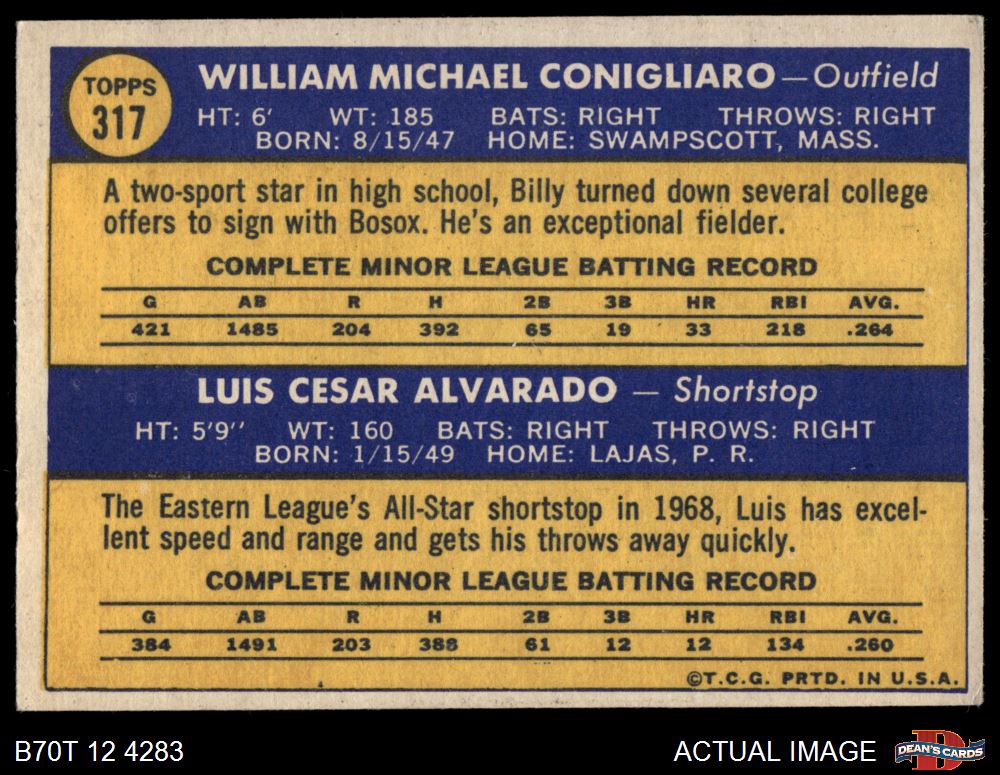 TOPPS
317
WILLIAM MICHAEL CONIGLIARO — Outfield
HT: 6' WT: 185 BATS: RIGHT THROWS: RIGHT
BORN: 8/15/47 HOME: SWAMPSCOTT, MASS.
A two-sport star in high school, Billy turned down several college
offers to sign with Bosox. He's an exceptional fielder.
COMPLETE MINOR LEAGUE BATTING RECORD
G AB R H 2B 3B HR RBI AVG.
421 1485 204 392 65 19 33 218 .264
LUIS CESAR ALVARADO — Shortstop
HT: 5'9" WT: 160 BATS: RIGHT THROWS: RIGHT
BORN: 1/15/49 HOME: LAJAS, P. R.
The Eastern League's All-Star shortstop in 1968, Luis has excel-
lent speed and range and gets his throws away quickly.
COMPLETE MINOR LEAGUE BATTING RECORD
G AB R H 2B 3B HR RBI AVG.
384 1491 203 388 61 12 12 134 .260
©T.C.G. PRTD. IN U.S.A.
B70T 12 4283
ACTUAL IMAGE
D
DEAN'S CARDS